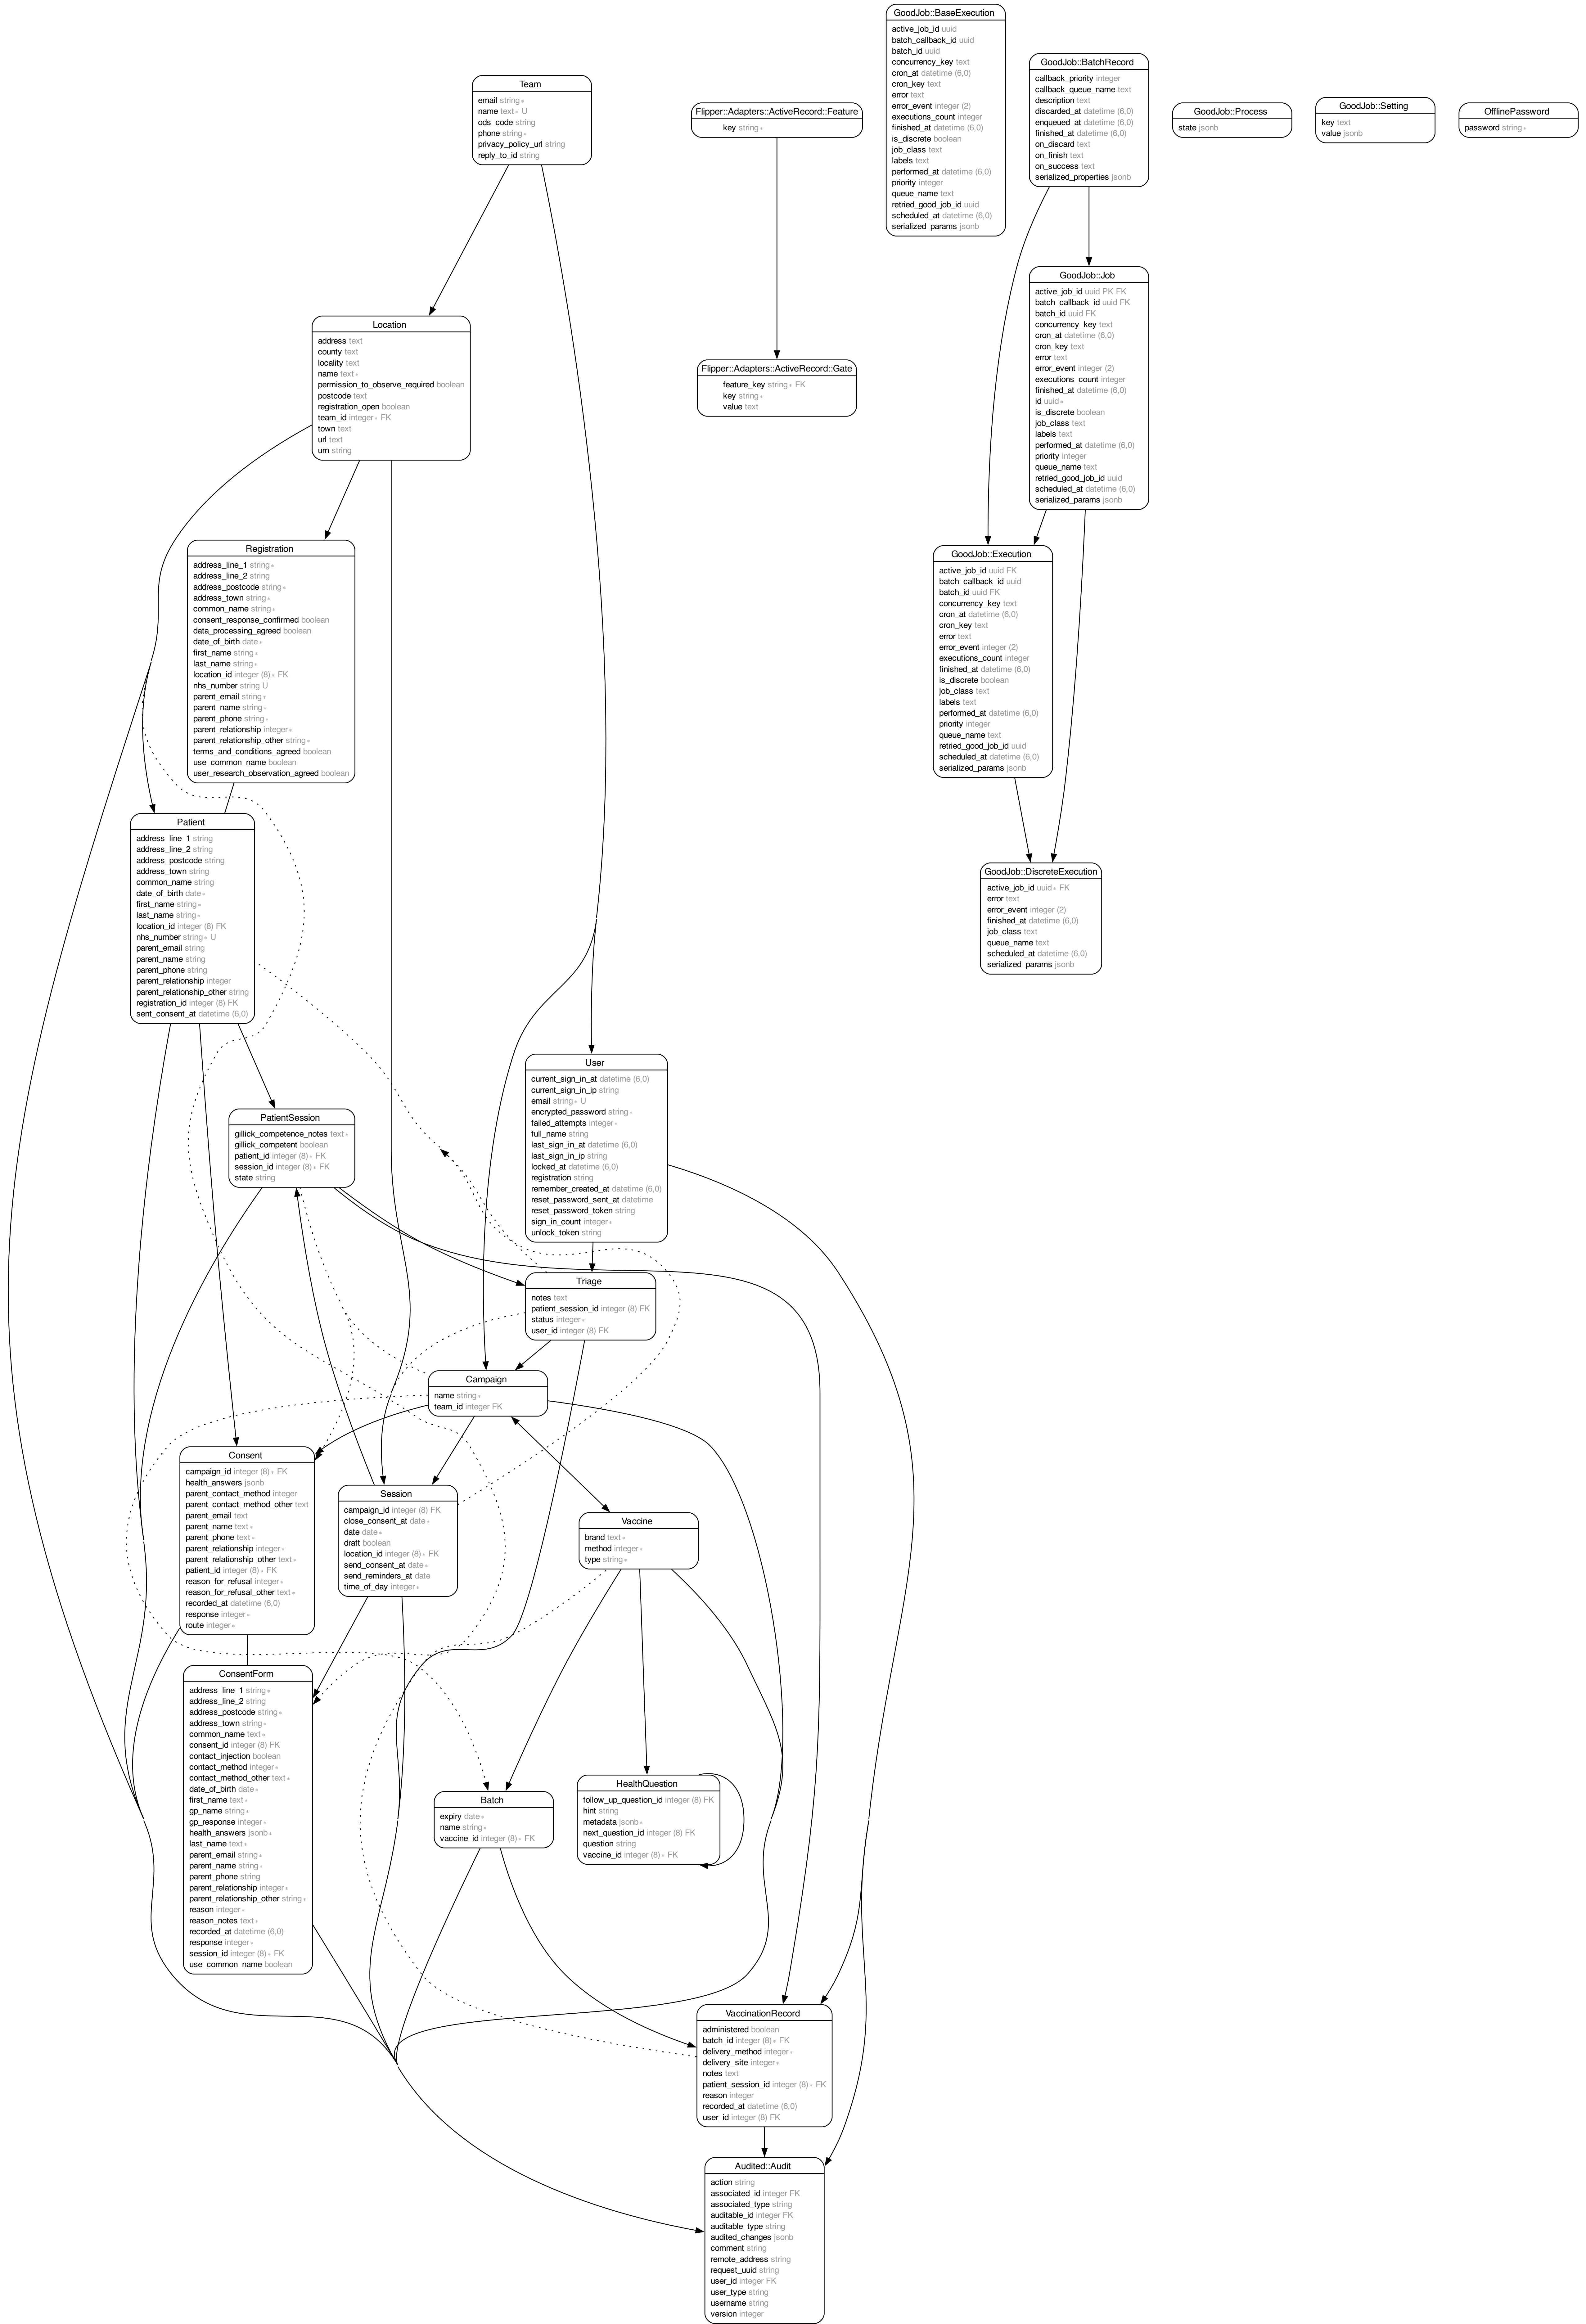 GoodJob::BaseExecution
active_job_id uuid
batch_callback_id uuid
batch_id uuid
concurrency_key text
cron_at datetime (6,0)
cron_key text
error text
error_event integer (2)
executions_count integer
finished_at datetime (6,0)
is_discrete boolean
job_class text
labels text
performed_at datetime (6,0)
priority integer
queue_name text
retried_good_job_id uuid
scheduled_at datetime (6,0)
serialized_params jsonb
GoodJob::BatchRecord
callback_priority integer
callback_queue_name text
description text
discarded_at datetime (6,0)
enqueued_at datetime (6,0)
finished_at datetime (6,0)
on_discard text
on_finish text
on_success text
serialized_properties jsonb
Team
email string ∗
name text ∗ U
ods_code string
phone string ∗
privacy_policy_url string
reply_to_id string
Flipper::Adapters::ActiveRecord::Feature
key string ∗
GoodJob::Process
state jsonb
GoodJob::Setting
key text
value jsonb
OfflinePassword
password string ∗
GoodJob::Job
active_job_id uuid PK FK
batch_callback_id uuid FK
batch_id uuid FK
concurrency_key text
cron_at datetime (6,0)
cron_key text
error text
error_event integer (2)
executions_count integer
finished_at datetime (6,0)
id uuid ∗
is_discrete boolean
job_class text
labels text
performed_at datetime (6,0)
priority integer
queue_name text
retried_good_job_id uuid
scheduled_at datetime (6,0)
serialized_params jsonb
Location
address text
county text
locality text
name text ∗
permission_to_observe_required boolean
postcode text
registration_open boolean
team_id integer ∗ FK
town text
url text
urn string
Flipper::Adapters::ActiveRecord::Gate
feature_key string ∗ FK
key string ∗
value text
Registration
address_line_1 string ∗
address_line_2 string
address_postcode string ∗
address_town string ∗
common_name string ∗
consent_response_confirmed boolean
data_processing_agreed boolean
date_of_birth date ∗
first_name string ∗
last_name string ∗
location_id integer (8) ∗ FK
nhs_number string U
parent_email string ∗
parent_name string ∗
parent_phone string ∗
parent_relationship integer ∗
parent_relationship_other string ∗
terms_and_conditions_agreed boolean
use_common_name boolean
user_research_observation_agreed boolean
GoodJob::Execution
active_job_id uuid FK
batch_callback_id uuid
batch_id uuid FK
concurrency_key text
cron_at datetime (6,0)
cron_key text
error text
error_event integer (2)
executions_count integer
finished_at datetime (6,0)
is_discrete boolean
job_class text
labels text
performed_at datetime (6,0)
priority integer
queue_name text
retried_good_job_id uuid
scheduled_at datetime (6,0)
serialized_params jsonb
Patient
address_line_1 string
address_line_2 string
address_postcode string
address_town string
common_name string
date_of_birth date ∗
first_name string ∗
last_name string ∗
location_id integer (8) FK
nhs_number string ∗ U
parent_email string
parent_name string
parent_phone string
parent_relationship integer
parent_relationship_other string
registration_id integer (8) FK
sent_consent_at datetime (6,0)
GoodJob::DiscreteExecution
active_job_id uuid ∗ FK
error text
error_event integer (2)
finished_at datetime (6,0)
job_class text
queue_name text
scheduled_at datetime (6,0)
serialized_params jsonb
User
current_sign_in_at datetime (6,0)
current_sign_in_ip string
email string ∗ U
encrypted_password string ∗
failed_attempts integer ∗
full_name string
last_sign_in_at datetime (6,0)
last_sign_in_ip string
locked_at datetime (6,0)
registration string
remember_created_at datetime (6,0)
reset_password_sent_at datetime
reset_password_token string
sign_in_count integer ∗
unlock_token string
PatientSession
gillick_competence_notes text ∗
gillick_competent boolean
patient_id integer (8) ∗ FK
session_id integer (8) ∗ FK
state string
Triage
notes text
patient_session_id integer (8) FK
status integer ∗
user_id integer (8) FK
Campaign
name string ∗
team_id integer FK
Consent
campaign_id integer (8) ∗ FK
health_answers jsonb
parent_contact_method integer
parent_contact_method_other text
parent_email text
parent_name text ∗
parent_phone text ∗
parent_relationship integer ∗
parent_relationship_other text ∗
patient_id integer (8) ∗ FK
reason_for_refusal integer ∗
reason_for_refusal_other text ∗
recorded_at datetime (6,0)
response integer ∗
route integer ∗
Session
campaign_id integer (8) FK
close_consent_at date ∗
date date ∗
draft boolean
location_id integer (8) ∗ FK
send_consent_at date ∗
send_reminders_at date
time_of_day integer ∗
Vaccine
brand text ∗
method integer ∗
type string ∗
ConsentForm
address_line_1 string ∗
address_line_2 string
address_postcode string ∗
address_town string ∗
common_name text ∗
consent_id integer (8) FK
contact_injection boolean
contact_method integer ∗
contact_method_other text ∗
date_of_birth date ∗
first_name text ∗
gp_name string ∗
gp_response integer ∗
health_answers jsonb ∗
last_name text ∗
parent_email string ∗
parent_name string ∗
parent_phone string
parent_relationship integer ∗
parent_relationship_other string ∗
reason integer ∗
reason_notes text ∗
recorded_at datetime (6,0)
response integer ∗
session_id integer (8) ∗ FK
use_common_name boolean
Batch
expiry date ∗
name string ∗
vaccine_id integer (8) ∗ FK
HealthQuestion
follow_up_question_id integer (8) FK
hint string
metadata jsonb ∗
next_question_id integer (8) FK
question string
vaccine_id integer (8) ∗ FK
VaccinationRecord
administered boolean
batch_id integer (8) ∗ FK
delivery_method integer ∗
delivery_site integer ∗
notes text
patient_session_id integer (8) ∗ FK
reason integer
recorded_at datetime (6,0)
user_id integer (8) FK
Audited::Audit
action string
associated_id integer FK
associated_type string
auditable_id integer FK
auditable_type string
audited_changes jsonb
comment string
remote_address string
request_uuid string
user_id integer FK
user_type string
username string
version integer